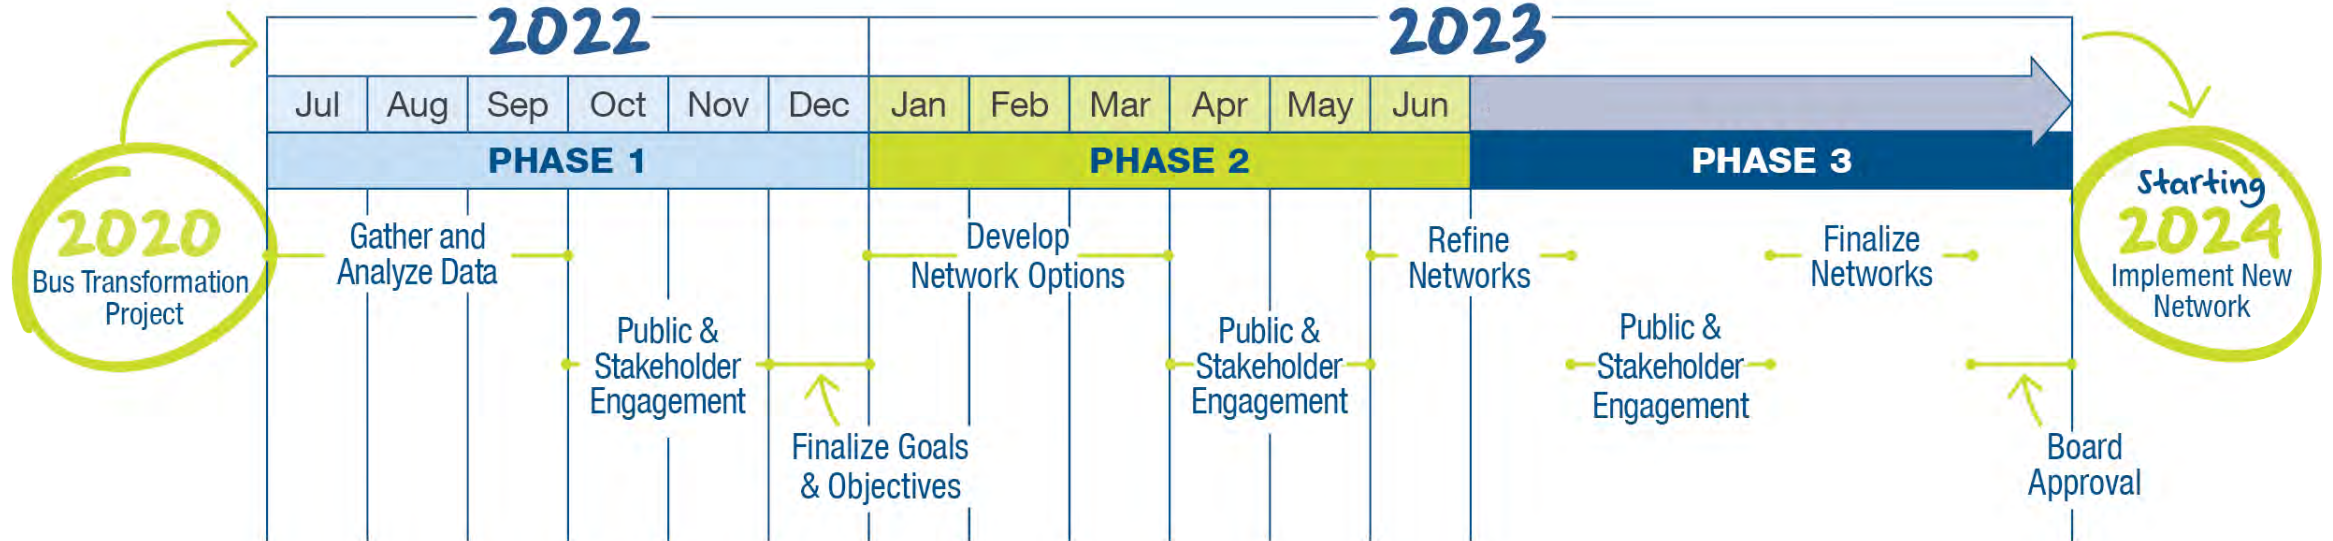 2022
2023
Jul Aug Sep Oct Nov Dec Jan Feb Mar Apr May Jun
PHASE 1
PHASE 2
PHASE 3
2020
Bus Transformation
Project
Gather and
Analyze Data
Public &
Stakeholder
Engagement
Finalize Goals
& Objectives
Develop
Network Options
Public &
Stakeholder
Engagement
Refine
Networks
Public &
Stakeholder
Engagement
Finalize
Networks
Board
Approval
Starting
2024
Implement New
Network